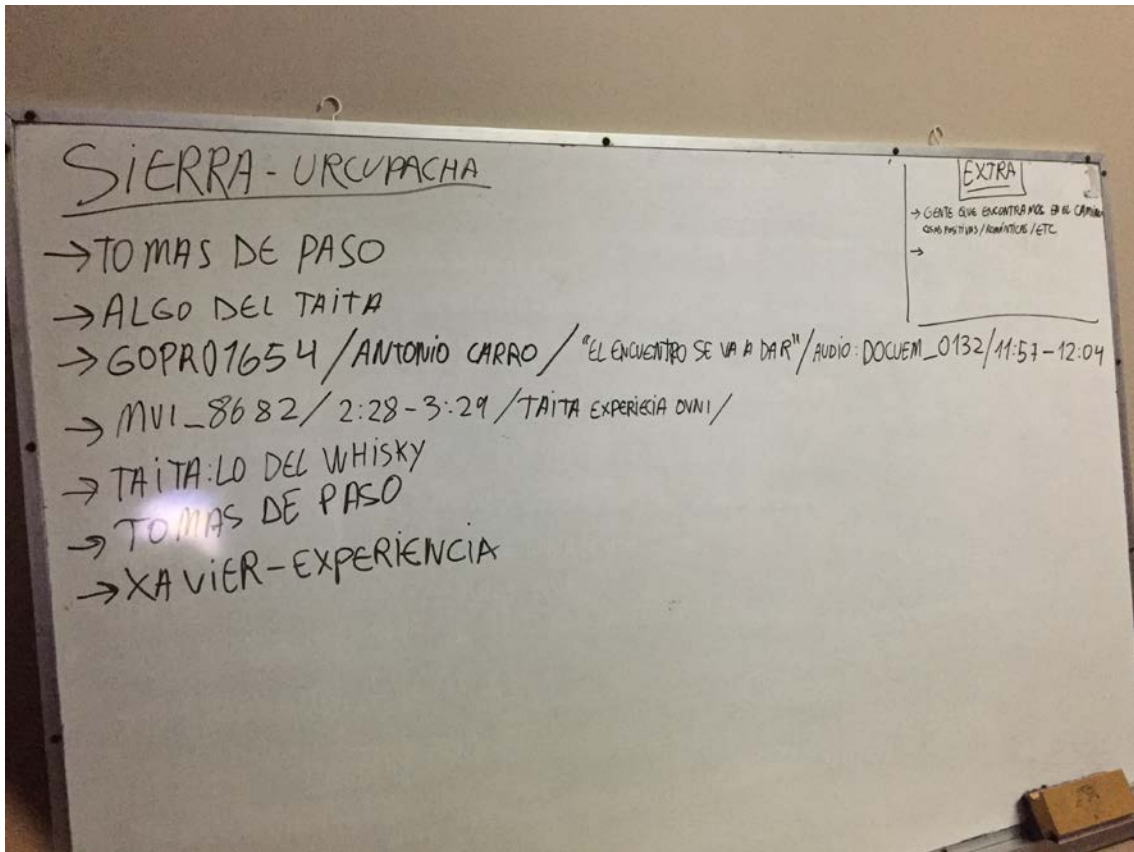 SiERRA - URCUPACHA
→ TOMAS DE PASO
→ ALGO DEL TAiTA
→ GOPRO1654 / ANTONIO CARRO / "EL ENCUENTRO SE VA A DAR" / AUDIO: DOCUEM_0132 / 11:57-12:04
→ MVI_8682 / 2:28-3:29 / TAiTA EXPERIECIA OVNI /
→ TAiTA: LO DEL WHiSKY
→ TOMAS DE PASO
→ XAViER-EXPERiENCiA
EXTRA
→ GENTE QUE ENCONTRAMOS EN EL CAMINO
COSAS POSITIVAS / ROMÁNTICAS / ETC
→